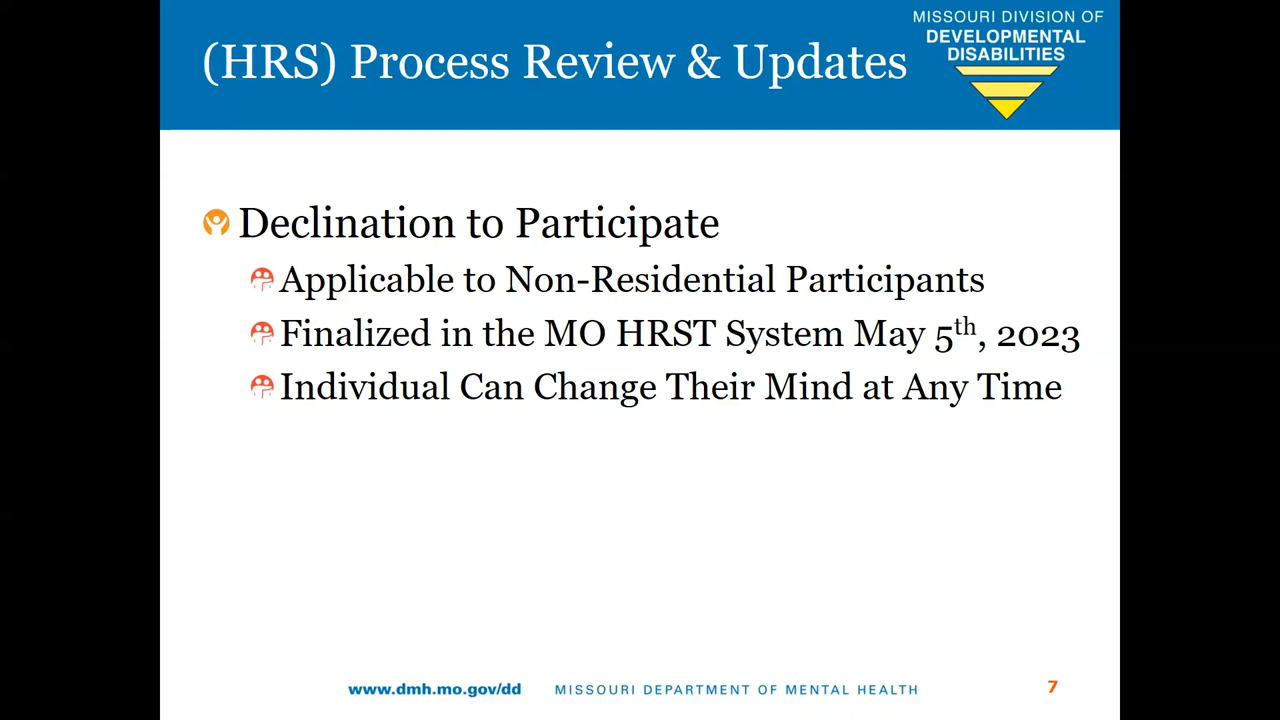 MISSOURI DIVISION OF
DEVELOPMENTAL
DISABILITIES
(HRS) Process Review & Updates
Declination to Participate
Applicable to Non-Residential Participants
Finalized in the MO HRST System May 5th, 2023
Individual Can Change Their Mind at Any Time
www.dmh.mo.gov/dd MISSOURI DEPARTMENT OF MENTAL HEALTH 7